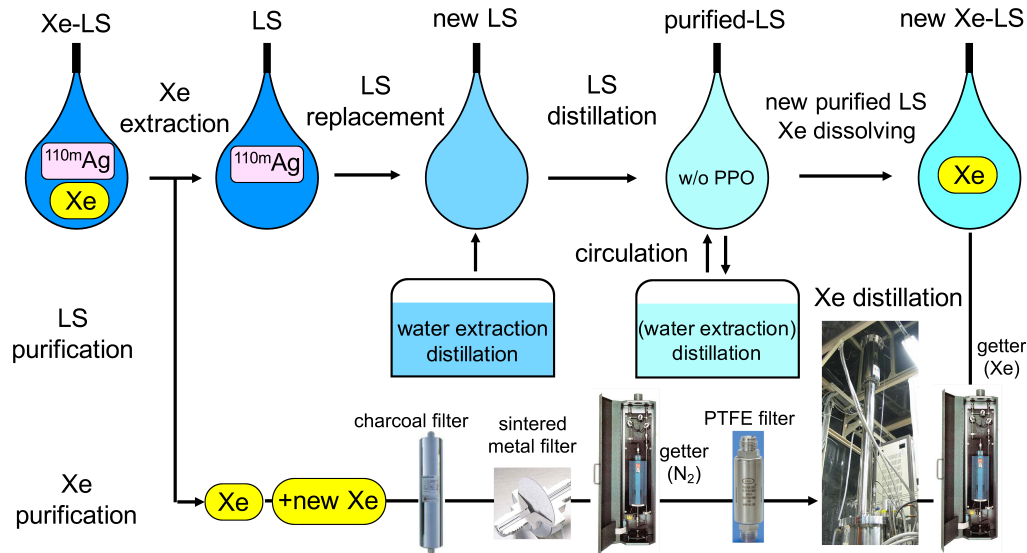 Xe-LS
LS
new LS
purified-LS
new Xe-LS
Xe
extraction
LS
replacement
LS
distillation
new purified LS
Xe dissolving
110mAg
Xe
110mAg
w/o PPO
Xe
circulation
LS
purification
water extraction
distillation
(water extraction)
distillation
Xe distillation
getter
(Xe)
charcoal filter
sintered
metal filter
getter
(N2)
PTFE filter
Xe
purification
Xe
+new Xe